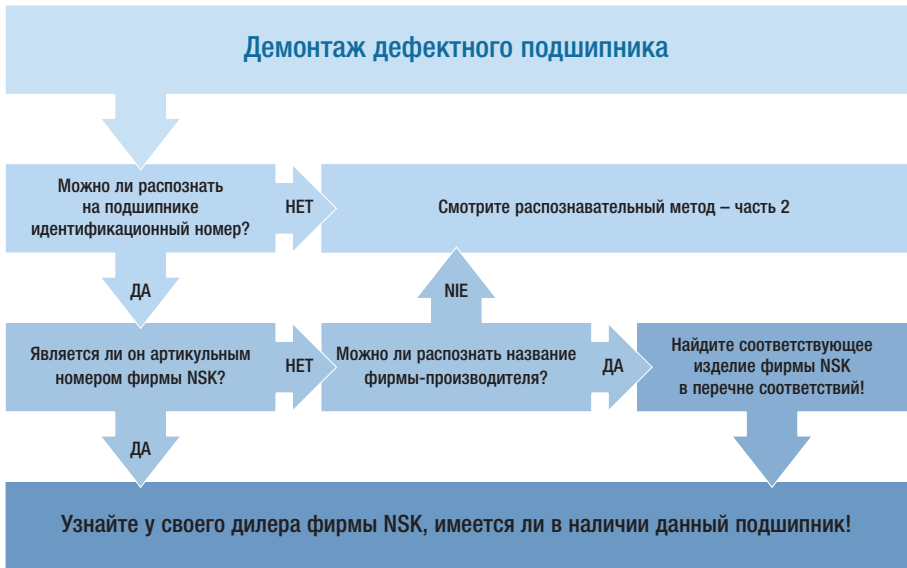 Демонтаж дефектного подшипника
Можно ли распознать
на подшипнике
идентификационный номер?
НЕТ
Смотрите распознавательный метод – часть 2
ДА
NIE
Является ли он артикульным
номером фирмы NSK?
НЕТ
Можно ли распознать название
фирмы-производителя?
ДА
Найдите соответствующее
изделие фирмы NSK
в перечне соответствий!
ДА
Узнайте у своего дилера фирмы NSK, имеется ли в наличии данный подшипник!